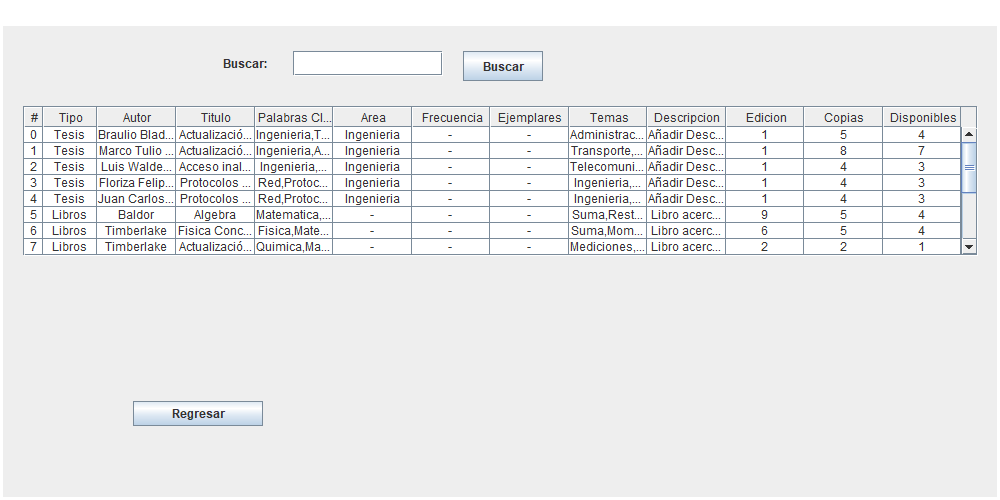 Buscar: Buscar
# Tipo Autor Titulo Palabras Cl... Area Frecuencia Ejemplares Temas Descripcion Edicion Copias Disponibles
0 Tesis Braulio Blad... Actualizació... Ingenieria,T... Ingenieria - - Administrac... Añadir Desc... 1 5 4
1 Tesis Marco Tulio ... Actualizació... Ingenieria,A... Ingenieria - - Transporte,... Añadir Desc... 1 8 7
2 Tesis Luis Walde... Acceso inal... Ingenieria,... Ingenieria - - Telecomuni... Añadir Desc... 1 4 3
3 Tesis Floriza Felip... Protocolos ... Red,Protoc... Ingenieria - - Ingenieria,... Añadir Desc... 1 4 3
4 Tesis Juan Carlos... Protocolos ... Red,Protoc... Ingenieria - - Ingenieria,... Añadir Desc... 1 4 3
5 Libros Baldor Algebra Matematica,... - - - Suma,Rest... Libro acerc... 9 5 4
6 Libros Timberlake Fisica Conc... Fisica,Mate... - - - Suma,Mom... Libro acerc... 6 5 4
7 Libros Timberlake Actualizació... Quimica,Ma... - - - Mediciones,... Libro acerc... 2 2 1
Regresar